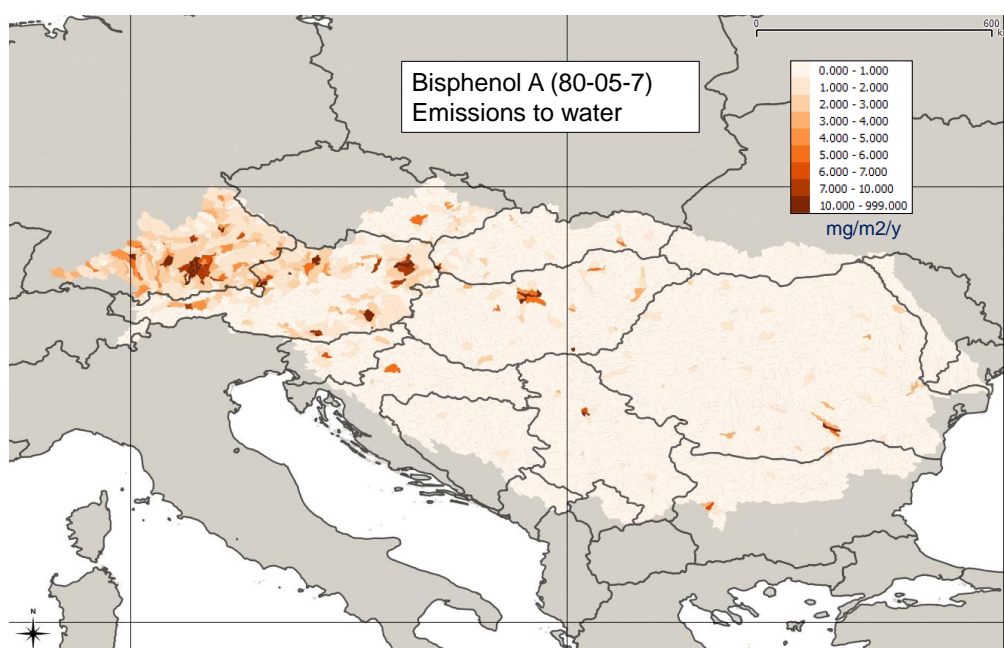 0
600
k
Bisphenol A (80-05-7)
Emissions to water
0.000 - 1.000
1.000 - 2.000
2.000 - 3.000
3.000 - 4.000
4.000 - 5.000
5.000 - 6.000
6.000 - 7.000
7.000 - 10.000
10.000 - 999.000
mg/m2/y
N